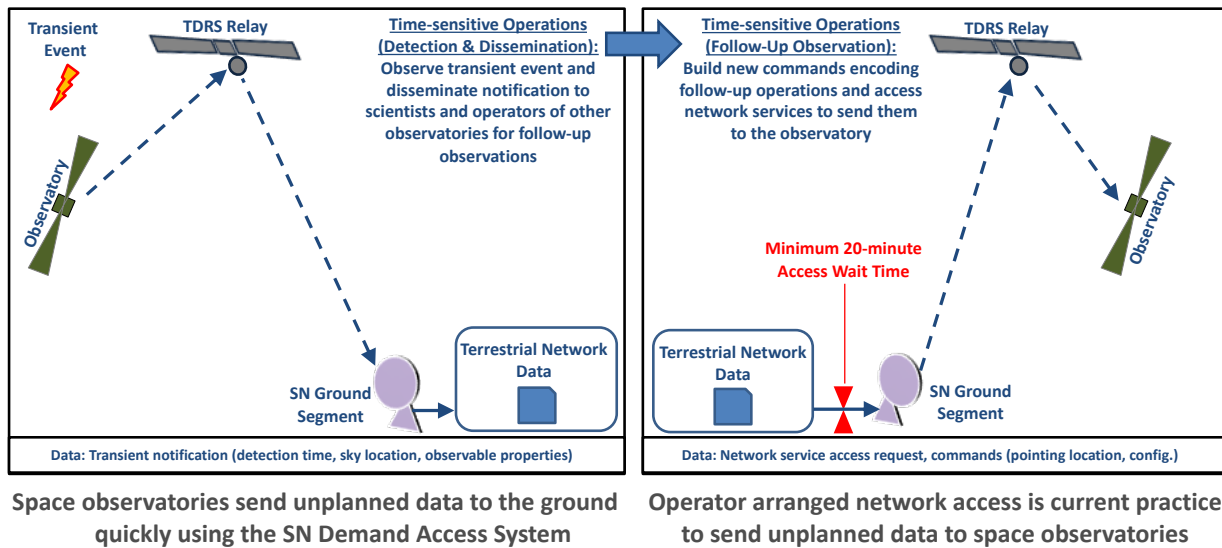 Transient
Event
TDRS Relay
Time-sensitive Operations
(Detection & Dissemination):
Observe transient event and
disseminate notification to
scientists and operators of other
observatories for follow-up
observations
Observatory
SN Ground
Segment
Terrestrial Network
Data
Data: Transient notification (detection time, sky location, observable properties)
Space observatories send unplanned data to the ground
quickly using the SN Demand Access System
Time-sensitive Operations
(Follow-Up Observation):
Build new commands encoding
follow-up operations and access
network services to send them
to the observatory
TDRS Relay
Observatory
Minimum 20-minute
Access Wait Time
Terrestrial Network
Data
SN Ground
Segment
Data: Network service access request, commands (pointing location, config.)
Operator arranged network access is current practice
to send unplanned data to space observatories